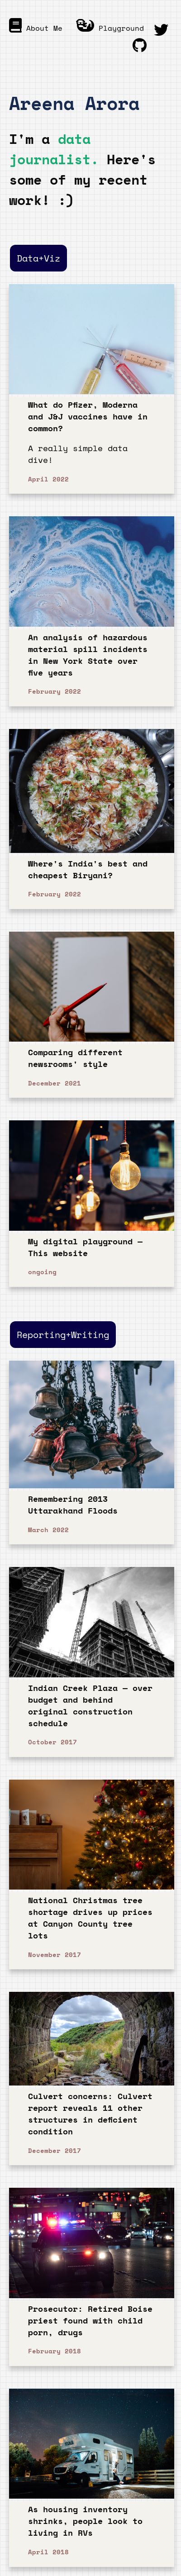 About Me
Playground
Areena Arora
I'm a data
journalist. Here's
some of my recent
work! :)
Data+Viz
What do Pfizer, Moderna
and J&J vaccines have in
common?
A really simple data
dive!
April 2022
An analysis of hazardous
material spill incidents
in New York State over
five years
February 2022
Where's India's best and
cheapest Biryani?
February 2022
Comparing different
newsrooms' style
December 2021
My digital playground —
This website
ongoing
Reporting+Writing
Remembering 2013
Uttarakhand Floods
March 2022
Indian Creek Plaza — over
budget and behind
original construction
schedule
October 2017
National Christmas tree
shortage drives up prices
at Canyon County tree
lots
November 2017
Culvert concerns: Culvert
report reveals 11 other
structures in deficient
condition
December 2017
Prosecutor: Retired Boise
priest found with child
porn, drugs
February 2018
As housing inventory
shrinks, people look to
living in RVs
April 2018